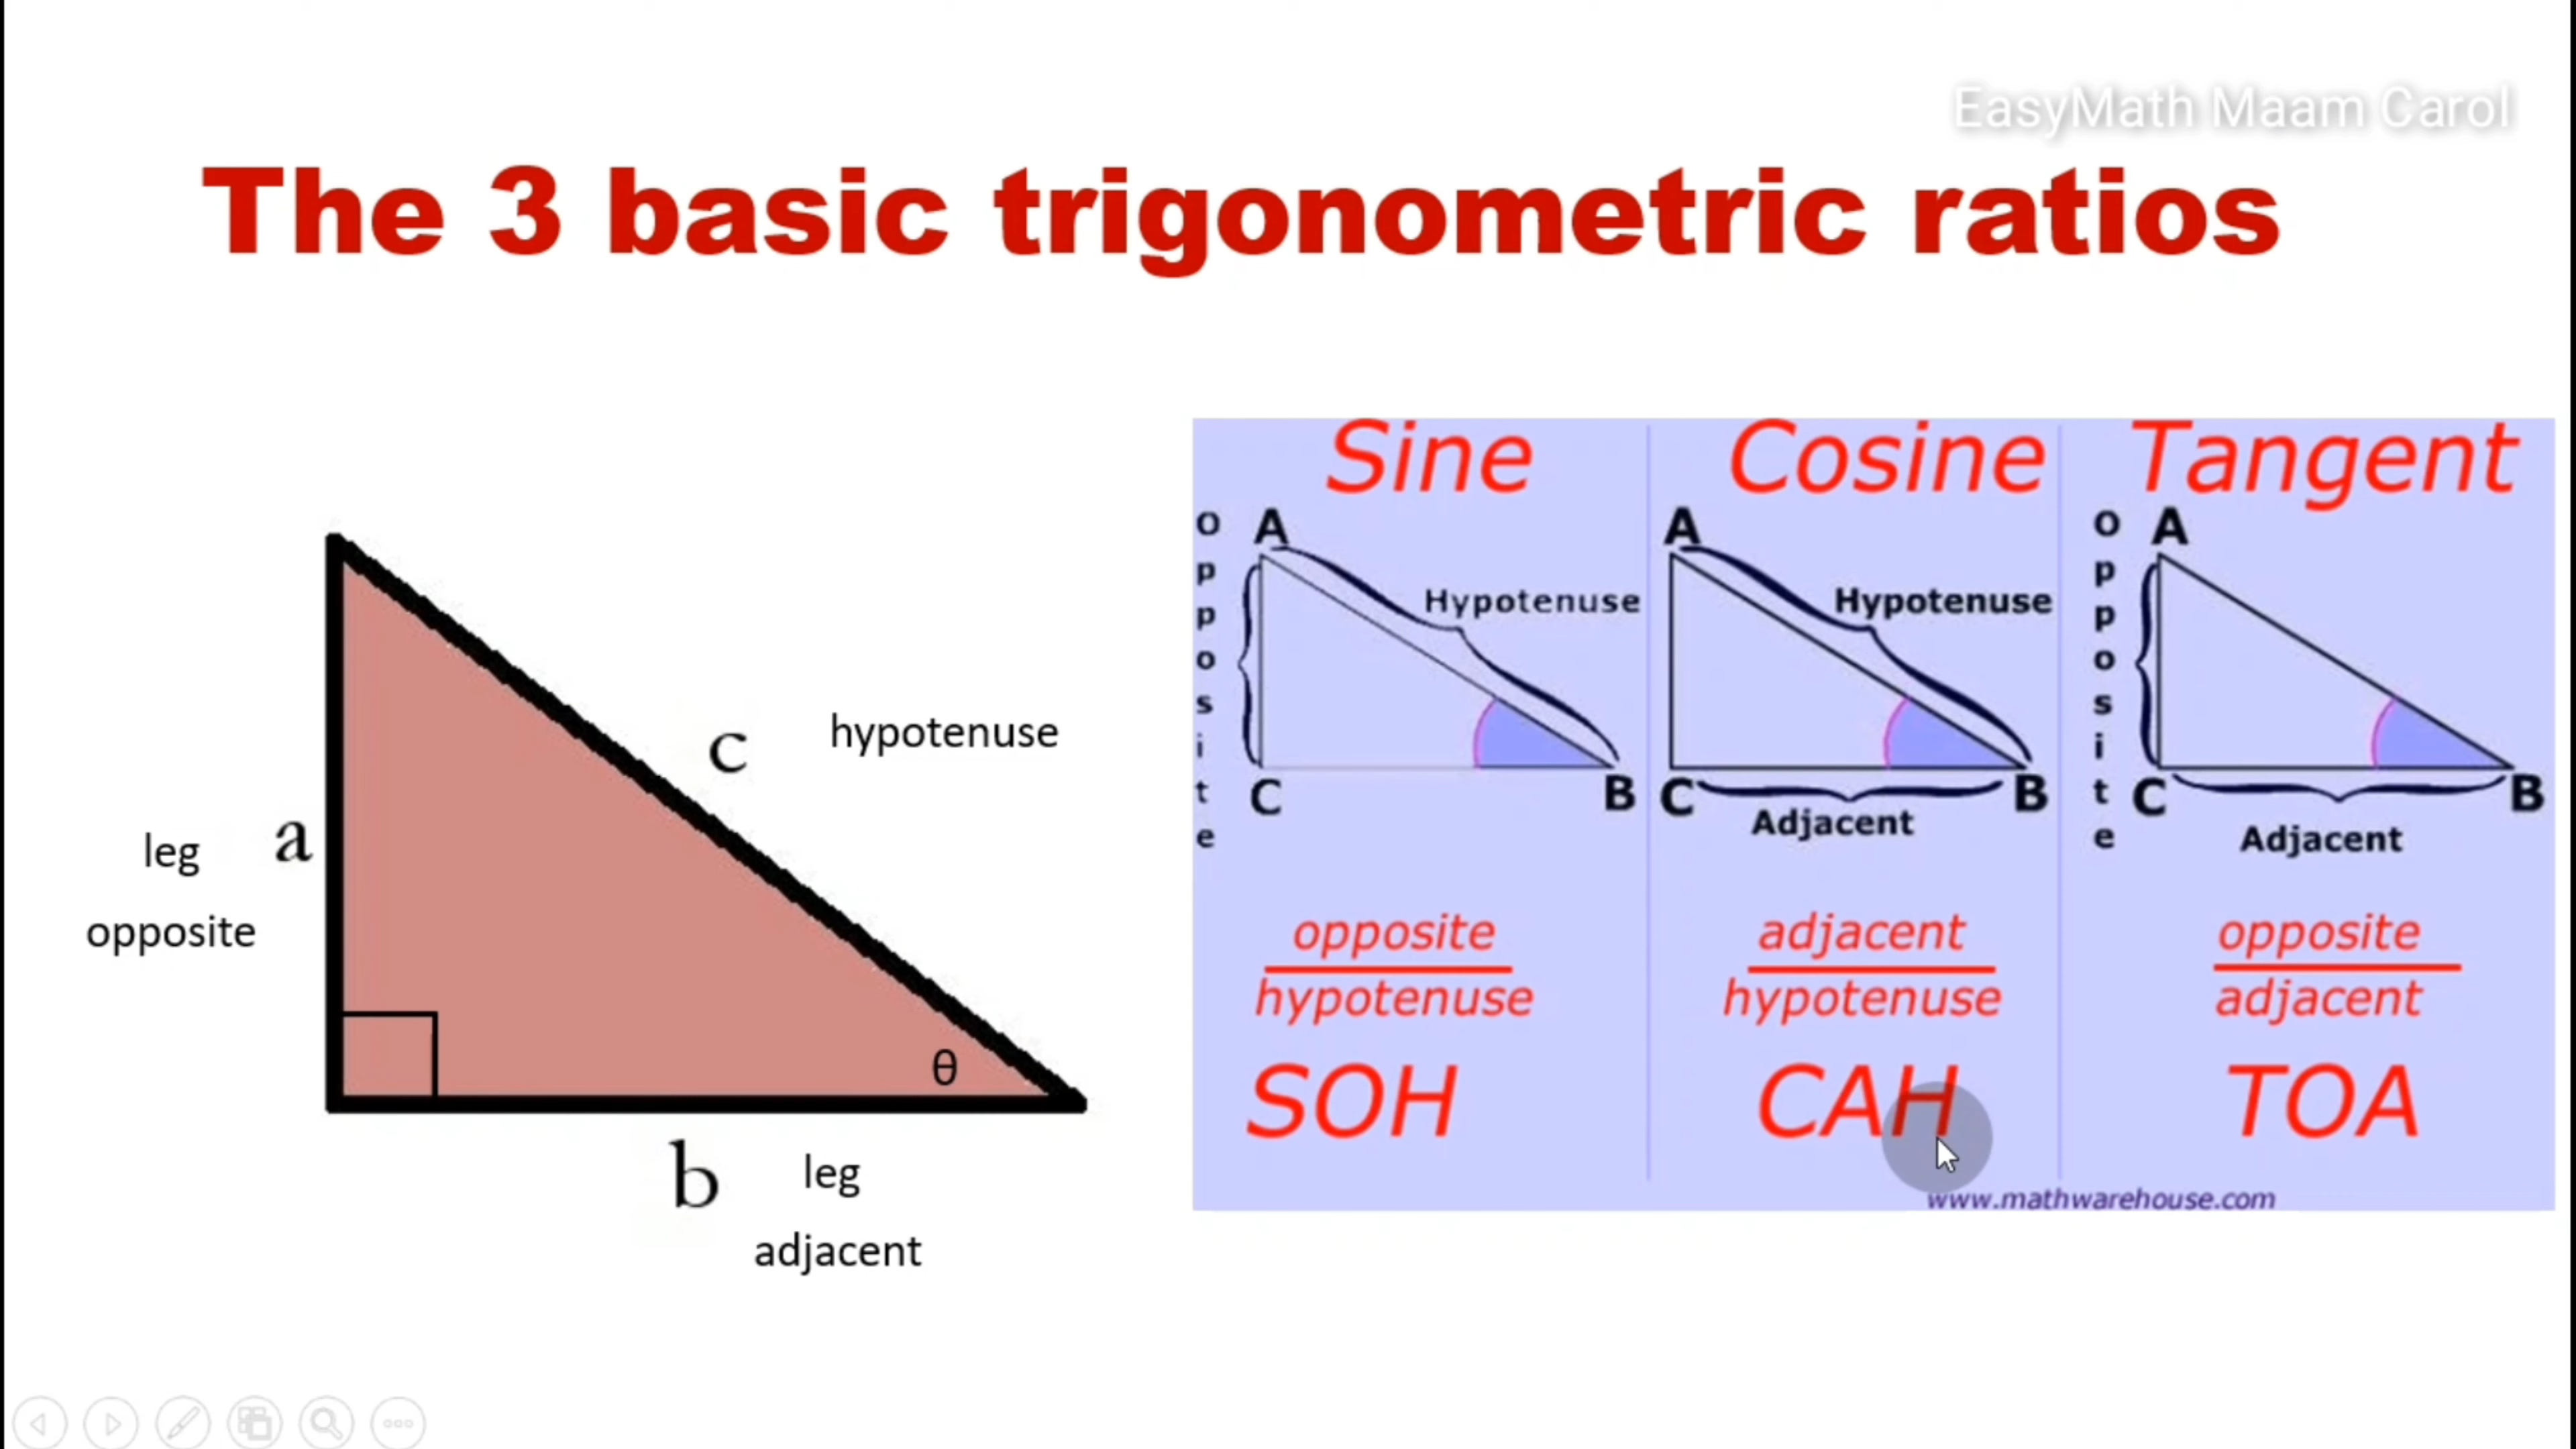 EasyMath Maam Carol
The 3 basic trigonometric ratios
c
hypotenuse
leg
a
opposite
θ
b
leg
adjacent
Sine
Opposite
A
Hypotenuse
C
B
opposite
hypotenuse
SOH
Cosine
A
Hypotenuse
C
B
Adjacent
adjacent
hypotenuse
CAH
Tangent
Opposite
A
C
B
Adjacent
opposite
adjacent
TOA
www.mathwarehouse.com